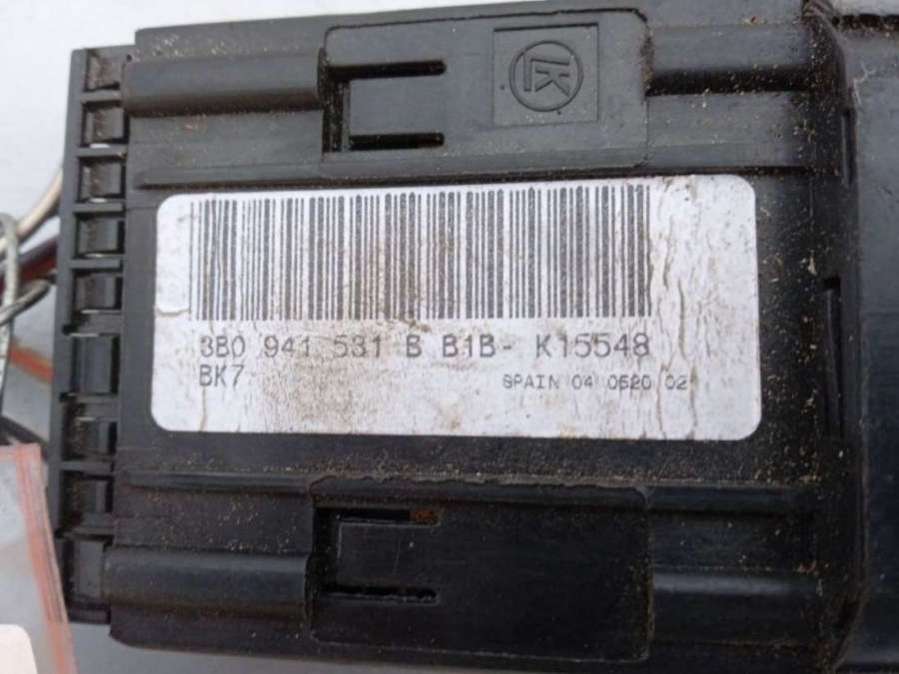 3B0 941 531 B B1B- K15548
BK7 SPAIN 04 0520 02